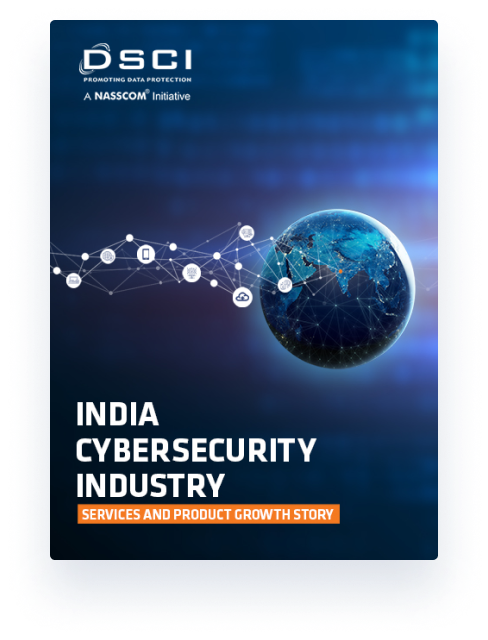 DSCI
PROMOTING DATA PROTECTION
A NASSCOM® Initiative
INDIA
CYBERSECURITY
INDUSTRY
SERVICES AND PRODUCT GROWTH STORY